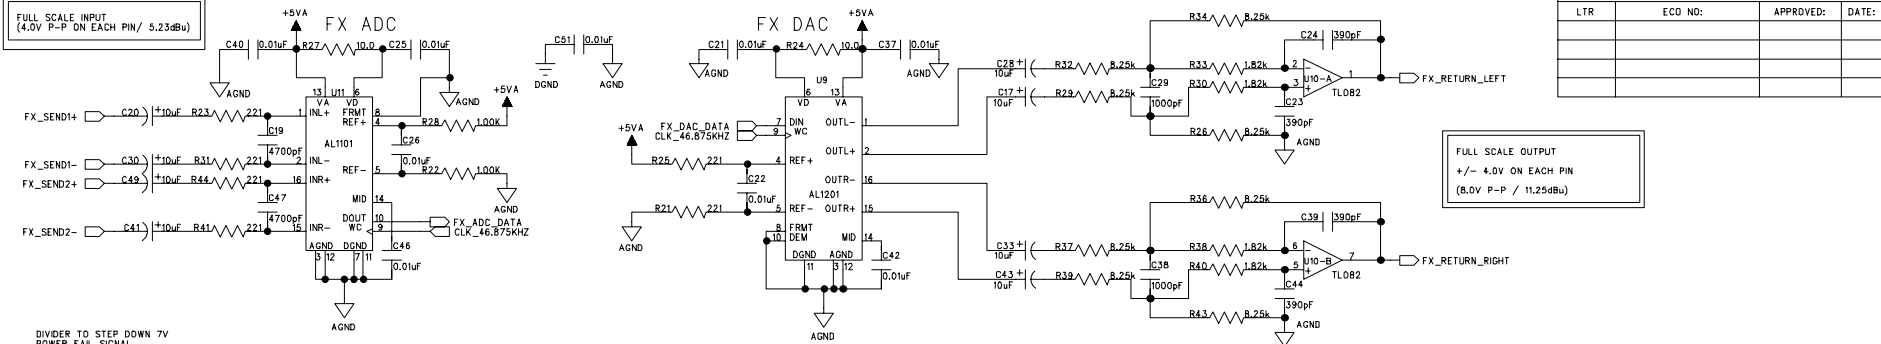 FULL SCALE INPUT
(4.0V P-P ON EACH PIN/ 5.23dBu)
+5VA
FX ADC
C40
0.01uF
R27
10.0
C25
0.01uF
AGND
AGND
+5VA
FX_SEND1+
C20
+10uF
R23
221
C19
4700pF
FX_SEND1-
C30
+10uF
R31
221
FX_SEND2+
C49
+10uF
R44
221
C47
4700pF
FX_SEND2-
C41
+10uF
R41
221
13
U11
6
VA
VD
1
INL+
FRMT
8
REF+
4
AL1101
2
INL-
REF-
5
16
INR+
MID
14
DOUT
10
15
INR-
WC
9
AGND
DGND
3
12
7
11
R28
1.00K
C26
0.01uF
R22
1.00K
AGND
FX_ADC_DATA
CLK_46.875KHZ
C46
0.01uF
AGND
C51
0.01uF
DGND
AGND
FX DAC
+5VA
C21
0.01uF
R24
10.0
C37
0.01uF
AGND
AGND
U9
6
13
VD
VA
FX_DAC_DATA
7
DIN
CLK_46.875KHZ
9
WC
OUTL-
1
OUTL+
2
+5VA
R25
221
4
REF+
C22
0.01uF
OUTR-
16
AL1201
R21
221
5
REF-
OUTR+
15
AGND
8
FRMT
10
DEM
MID
14
DGND
AGND
11
3
12
C42
0.01uF
AGND
C28
+
10uF
R32
8.25k
C17
+
10uF
R29
8.25k
C29
1000pF
R34
8.25k
C24
390pF
R33
1.82k
2
-
R30
1.82k
3
+
U10-A
1
TL082
C23
390pF
R26
8.25k
AGND
FX_RETURN_LEFT
C33
+
10uF
R37
8.25k
C43
+
10uF
R39
8.25k
C38
1000pF
R36
8.25k
C39
390pF
R38
1.82k
6
-
R40
1.82k
5
+
U10-B
7
TL082
C44
390pF
R43
8.25k
AGND
FX_RETURN_RIGHT
LTR
ECO NO:
APPROVED:
DATE:
FULL SCALE OUTPUT
+/- 4.0V ON EACH PIN
(8.0V P-P / 11.25dBu)
DIVIDER TO STEP DOWN 7V
POWER FAIL SIGNAL